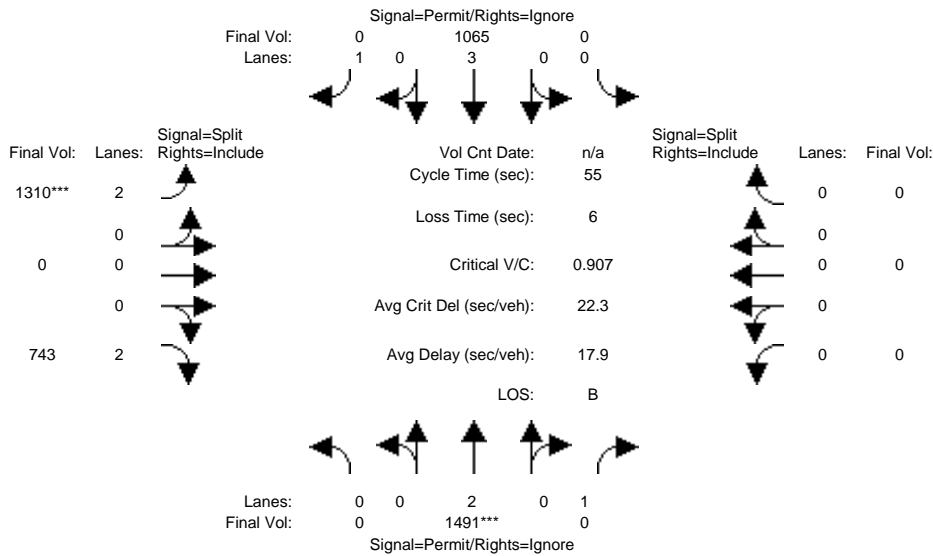 Signal=Permit/Rights=Ignore
Final Vol: 0 1065 0
Lanes: 1 0 3 0 0
Signal=Split
Rights=Include
Final Vol: Lanes:
Vol Cnt Date: n/a
Signal=Split
Rights=Include
Lanes: Final Vol:
Cycle Time (sec): 55
1310*** 2
0 0
Loss Time (sec): 6
0
0
0 0
Critical V/C: 0.907
0 0
0
Avg Crit Del (sec/veh): 22.3
0
743 2
Avg Delay (sec/veh): 17.9
0 0
LOS: B
Lanes: 0 0 2 0 1
Final Vol: 0 1491*** 0
Signal=Permit/Rights=Ignore